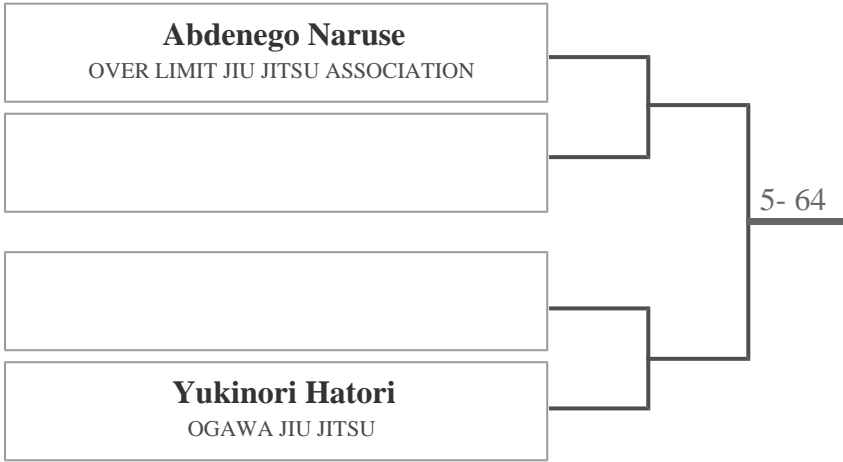 Abdenego Naruse
OVER LIMIT JIU JITSU ASSOCIATION
5- 64
Yukinori Hatori
OGAWA JIU JITSU